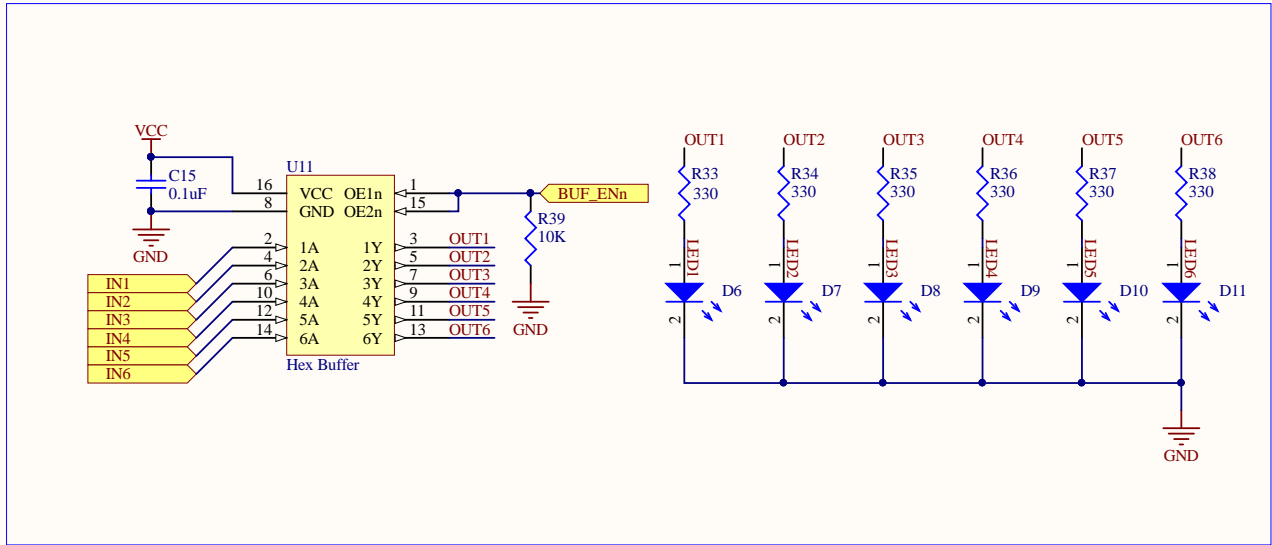 VCC
C15
0.1uF
GND
U11
16 VCC OE1n 1
8 GND OE2n 15
2 1A 1Y 3 OUT1
4 2A 2Y 5 OUT2
6 3A 3Y 7 OUT3
10 4A 4Y 9 OUT4
12 5A 5Y 11 OUT5
14 6A 6Y 13 OUT6
Hex Buffer
IN1
IN2
IN3
IN4
IN5
IN6
BUF_ENn
R39
10K
GND
OUT1 OUT2 OUT3 OUT4 OUT5 OUT6
R33 R34 R35 R36 R37 R38
330 330 330 330 330 330
LED1 LED2 LED3 LED4 LED5 LED6
1 1 1 1 1 1
D6 D7 D8 D9 D10 D11
2 2 2 2 2 2
GND